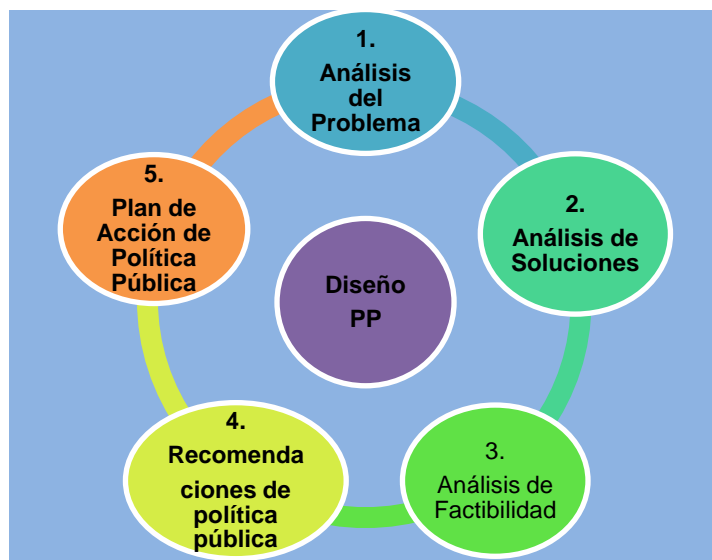 1.
Análisis
del
Problema
2.
Análisis de
Soluciones
3.
Análisis de
Factibilidad
4.
Recomenda
ciones de
política
pública
5.
Plan de
Acción de
Política
Pública
Diseño
PP